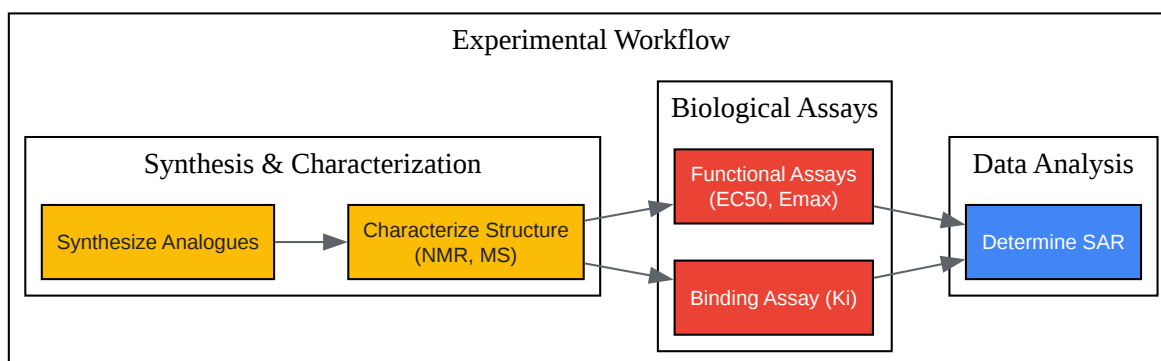 Experimental Workflow
Synthesis & Characterization
Synthesize Analogues
Characterize Structure
(NMR, MS)
Biological Assays
Functional Assays
(EC50, Emax)
Binding Assay (Ki)
Data Analysis
Determine SAR